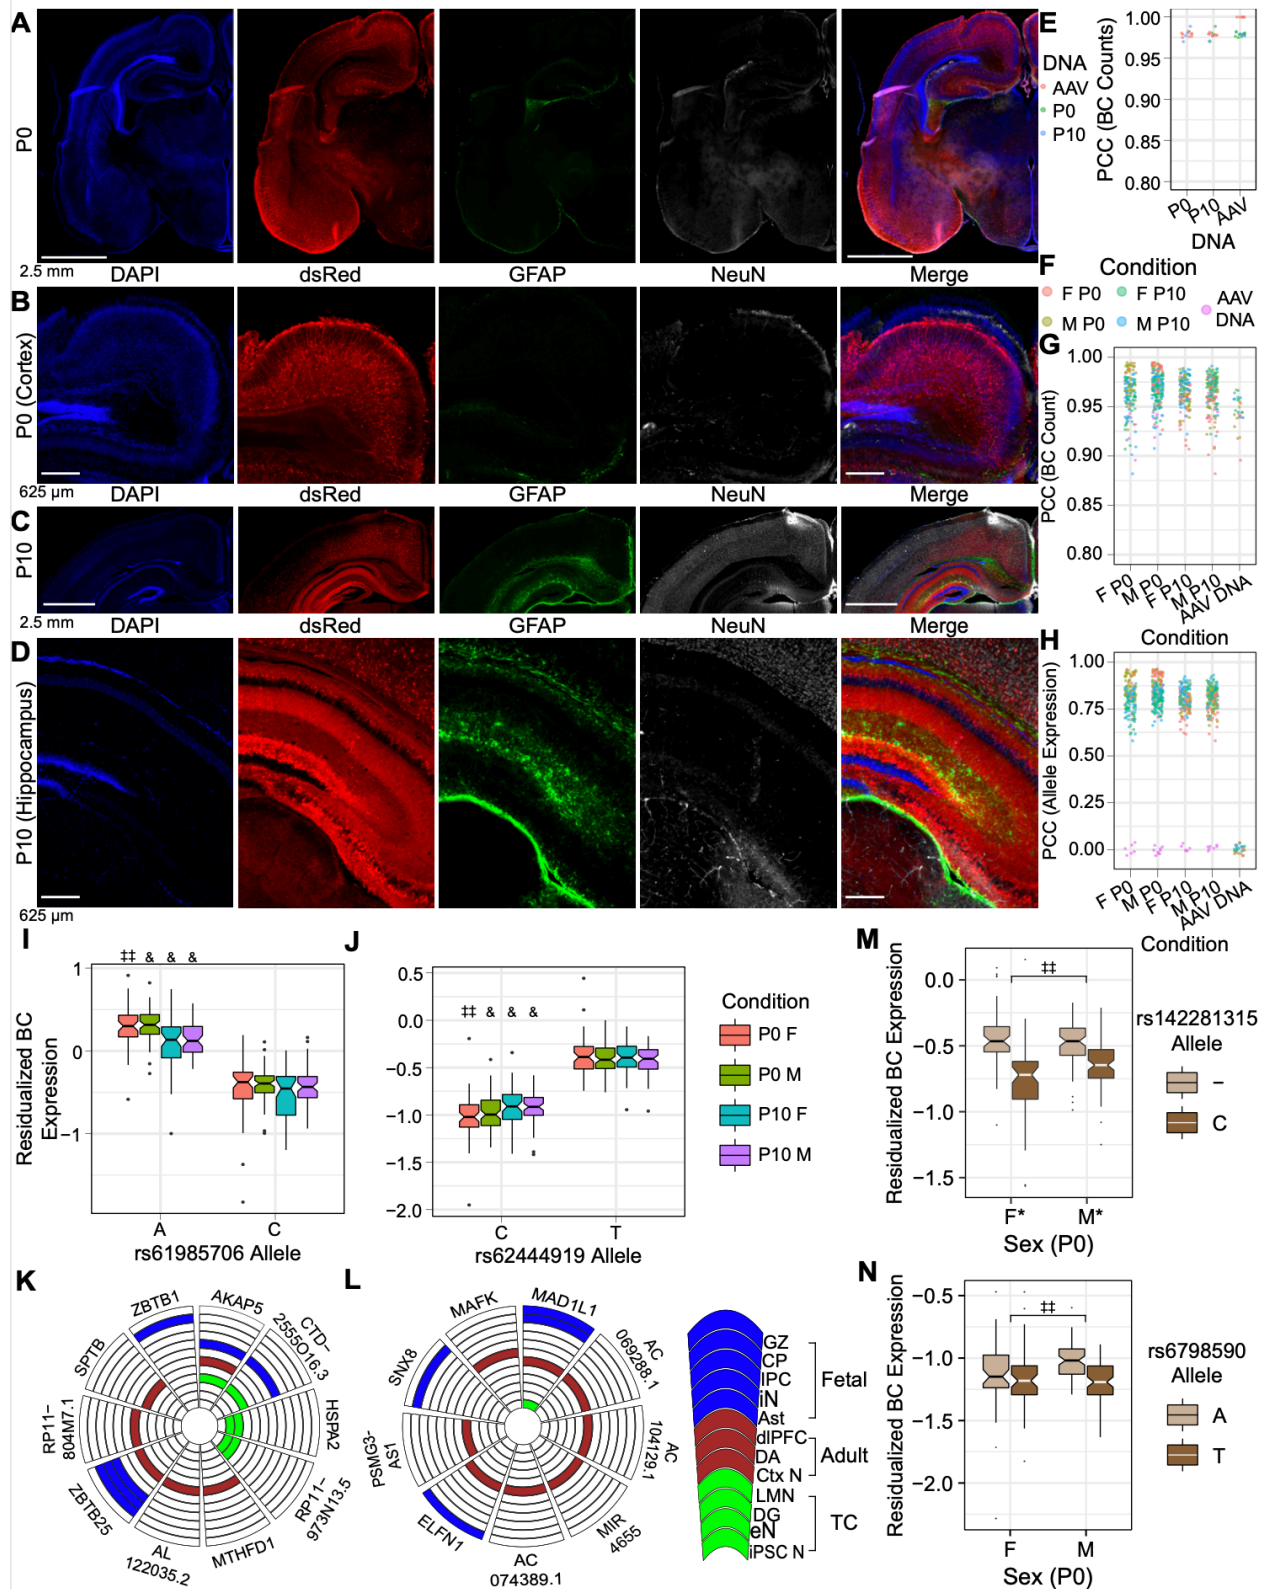 A
P0
2.5 mm
DAPI
dsRed
GFAP
NeuN
Merge
B
P0 (Cortex)
625 µm
DAPI
dsRed
GFAP
NeuN
Merge
C
P10
2.5 mm
DAPI
dsRed
GFAP
NeuN
Merge
D
P10 (Hippocampus)
625 µm
E
DNA
AAV
P0
P10
PCC (BC Counts)
1.00
0.95
0.90
0.85
0.80
P0
P10
AAV
DNA
F
Condition
F P0
F P10
AAV DNA
M P0
M P10
G
PCC (BC Count)
1.00
0.95
0.90
0.85
0.80
F P0
M P0
F P10
M P10
AAV DNA
Condition
H
PCC (Allele Expression)
1.00
0.75
0.50
0.25
0.00
F P0
M P0
F P10
M P10
AAV DNA
Condition
I
Residualized BC
Expression
1
0
−1
‡‡ & & &
A
C
rs61985706 Allele
J
0.5
0.0
−0.5
−1.0
−1.5
−2.0
‡‡ & & &
C
T
rs62444919 Allele
Condition
P0 F
P0 M
P10 F
P10 M
K
AKAP5
CTD−
2555O16.3
HSPA2
RP11−
973N13.5
MTHFD1
AL
122035.2
ZBTB25
RP11−
804M7.1
SPTB
ZBTB1
L
MAD1L1
AC
069288.1
AC
104129.1
MIR
4655
AC
074389.1
ELFN1
PSMG3−
AS1
SNX8
MAFK
GZ
CP
IPC
iN
Ast
dlPFC
DA
Ctx N
LMN
DG
eN
iPSC N
Fetal
Adult
TC
M
Residualized BC Expression
0.0
−0.5
−1.0
−1.5
‡‡
F*
M*
Sex (P0)
rs142281315
Allele
−
C
N
Residualized BC Expression
−0.5
−1.0
−1.5
−2.0
‡‡
F
M
Sex (P0)
rs6798590
Allele
A
T